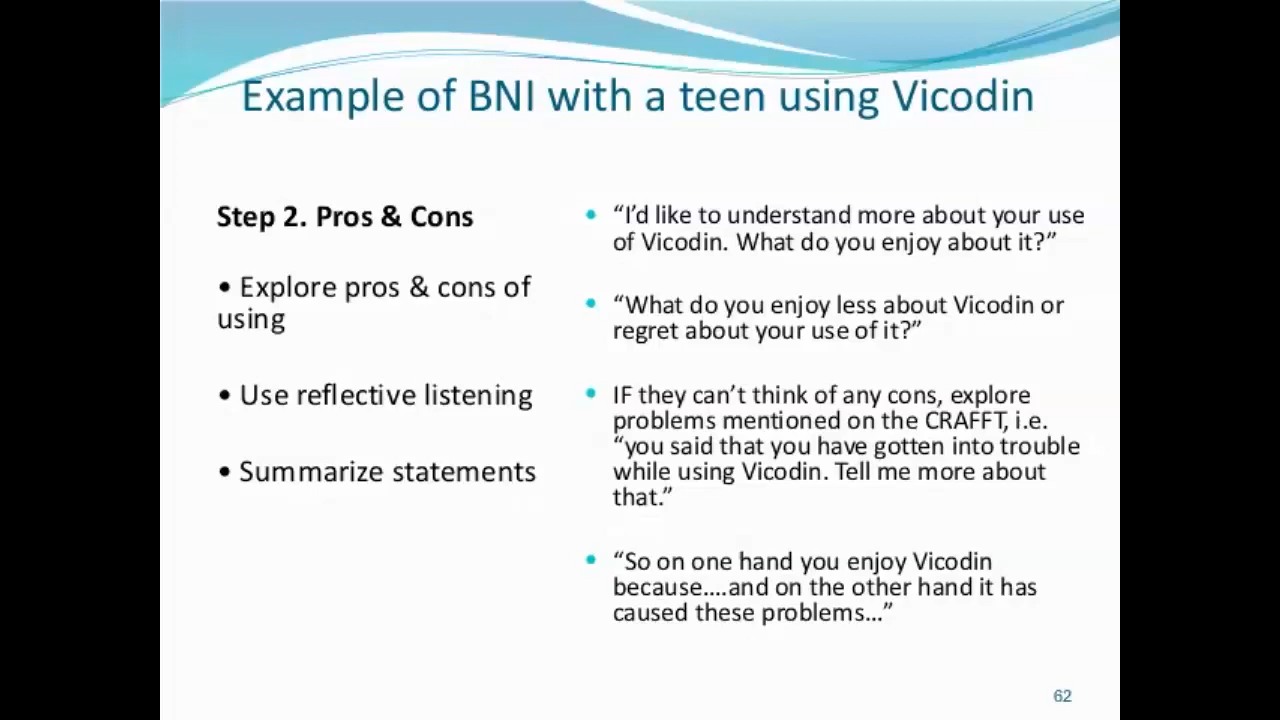 Example of BNI with a teen using Vicodin
Step 2. Pros & Cons
• Explore pros & cons of
using
• Use reflective listening
• Summarize statements
• “I’d like to understand more about your use
of Vicodin. What do you enjoy about it?”
• “What do you enjoy less about Vicodin or
regret about your use of it?”
• IF they can’t think of any cons, explore
problems mentioned on the CRAFFT, i.e.
“you said that you have gotten into trouble
while using Vicodin. Tell me more about
that.”
• “So on one hand you enjoy Vicodin
because….and on the other hand it has
caused these problems…”
62